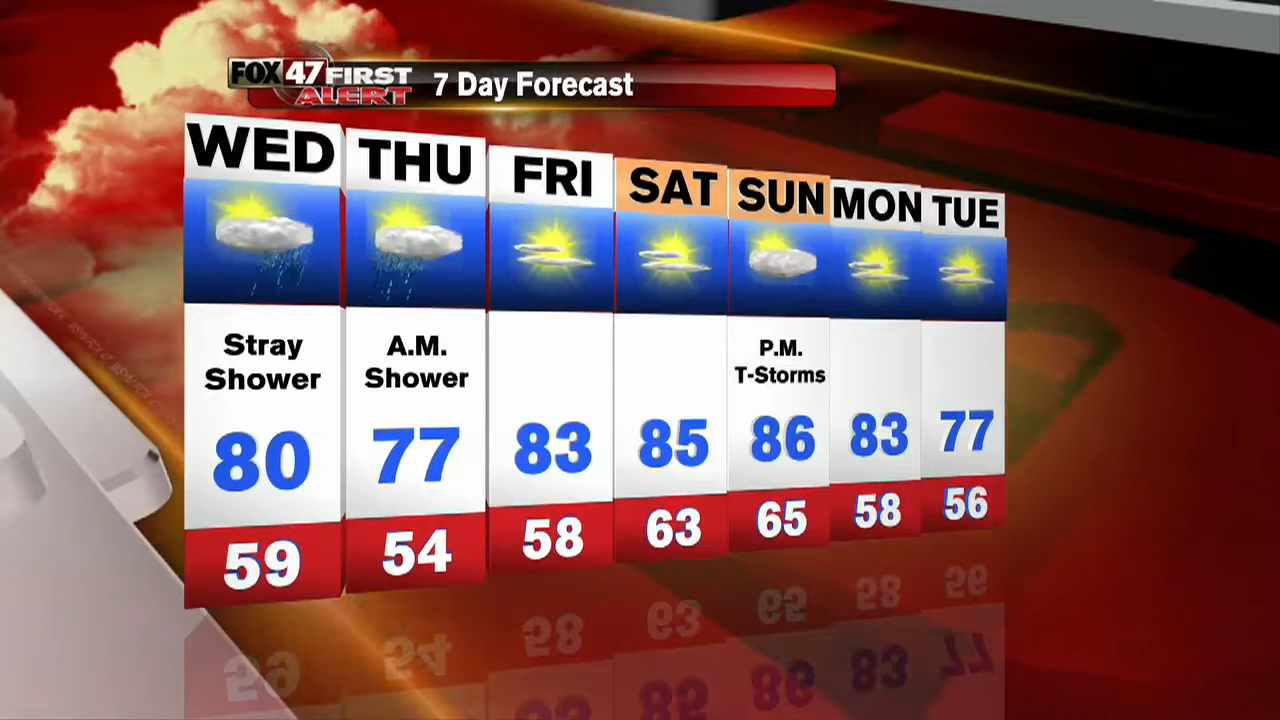 FOX 47 FIRST
ALERT
7 Day Forecast
WED THU FRI SAT SUN MON TUE
Stray
Shower
A.M.
Shower
P.M.
T-Storms
80 77 83 85 86 83 77
59 54 58 63 65 58 56